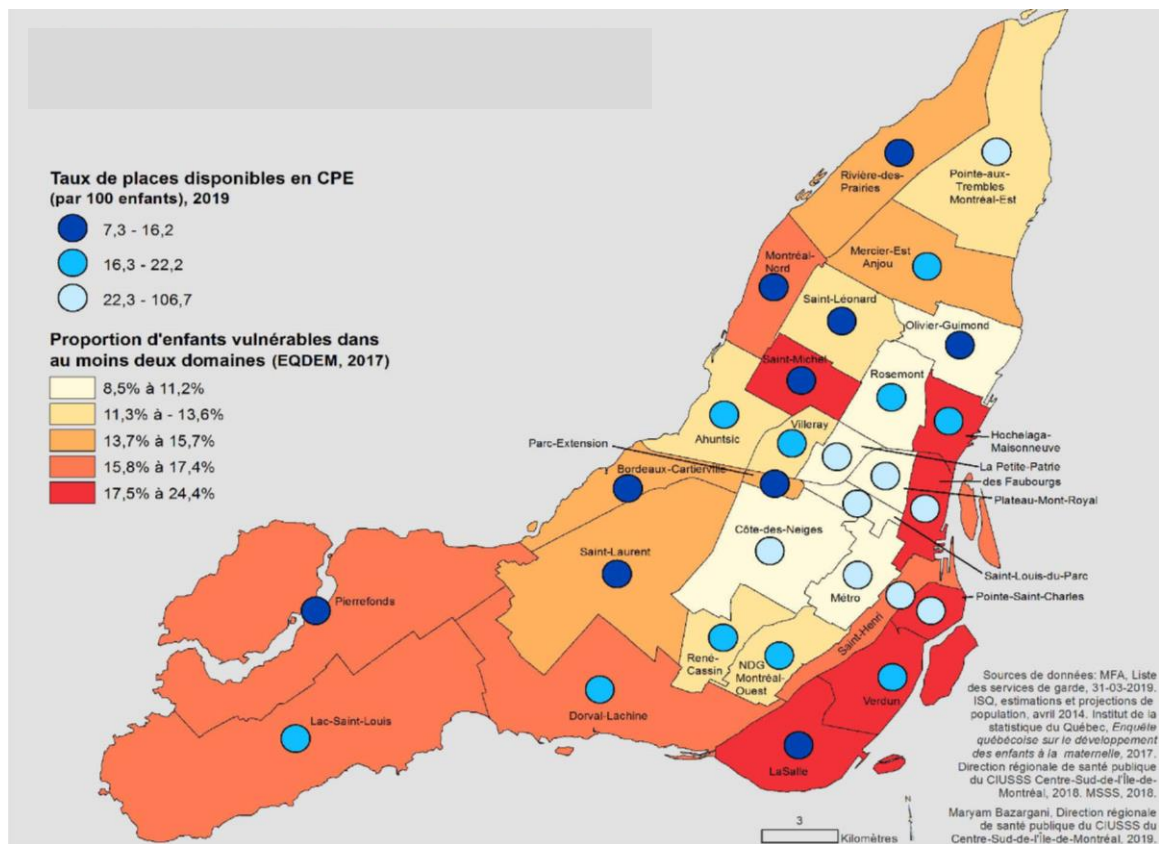 Taux de places disponibles en CPE
(par 100 enfants), 2019
7,3 - 16,2
16,3 - 22,2
22,3 - 106,7
Proportion d'enfants vulnérables dans
au moins deux domaines (EQDEM, 2017)
8,5% à 11,2%
11,3% à - 13,6%
13,7% à 15,7%
15,8% à 17,4%
17,5% à 24,4%
Rivière-des-
Prairies
Pointe-aux-
Trembles
Montréal-Est
Montréal-
Nord
Mercier-Est
Anjou
Saint-Léonard
Olivier-Guimond
Saint-Michel
Rosemont
Ahuntsic
Villeray
Hochelaga-
Maisonneuve
Parc-Extension
La Petite-Patrie
des Faubourgs
Bordeaux-Cartierville
Plateau-Mont-Royal
Côte-des-Neiges
Saint-Laurent
Saint-Louis-du-Parc
Métro
Pointe-Saint-Charles
Pierrefonds
Saint-Henri
René-
Cassin
NDG
Montréal-
Ouest
Verdun
Dorval-Lachine
Lac-Saint-Louis
LaSalle
Sources de données: MFA, Liste
des services de garde, 31-03-2019.
ISQ, estimations et projections de
population, avril 2014. Institut de la
statistique du Québec, Enquête
québécoise sur le développement
des enfants à la maternelle, 2017.
Direction régionale de santé publique
du CIUSSS Centre-Sud-de-l'Île-de-
Montréal, 2018. MSSS, 2018.
Maryam Bazargani, Direction régionale
de santé publique du CIUSSS du
Centre-Sud-de-l'Île-de-Montréal, 2019.
N
3
Kilomètres